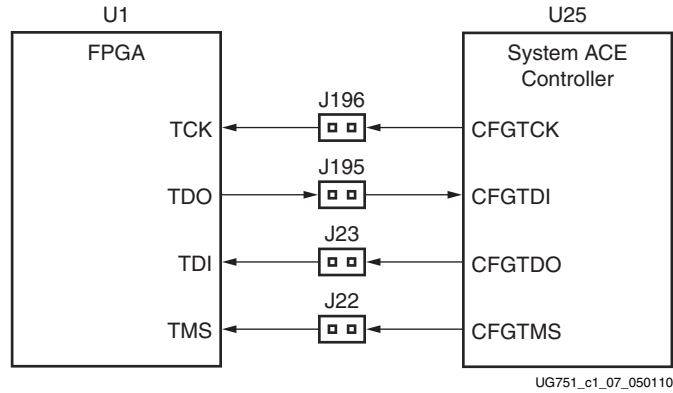 U1 U25
FPGA System ACE
Controller
J196
TCK CFGTCK
J195
TDO CFGTDI
J23
TDI CFGTDO
J22
TMS CFGTMS
UG751_c1_07_050110